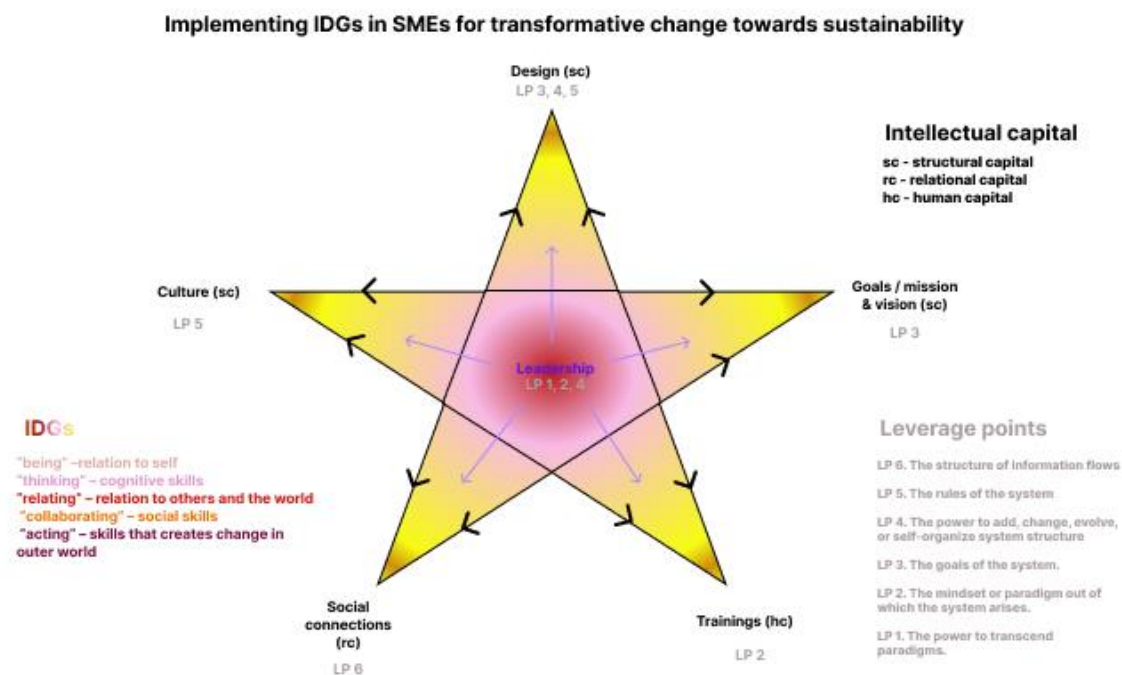 Implementing IDGs in SMEs for transformative change towards sustainability
Design (sc)
LP 3, 4, 5
Intellectual capital
sc - structural capital
rc - relational capital
hc - human capital
Culture (sc)
LP 5
Goals / mission
& vision (sc)
LP 3
Leadership
LP 1, 2, 4
IDGs
"being" –relation to self
"thinking" – cognitive skills
"relating" – relation to others and the world
"collaborating" – social skills
"acting" – skills that creates change in
outer world
Leverage points
LP 6. The structure of information flows
LP 5. The rules of the system
LP 4. The power to add, change, evolve,
or self-organize system structure
LP 3. The goals of the system.
LP 2. The mindset or paradigm out of
which the system arises.
LP 1. The power to transcend
paradigms.
Social
connections
(rc)
LP 6
Trainings (hc)
LP 2